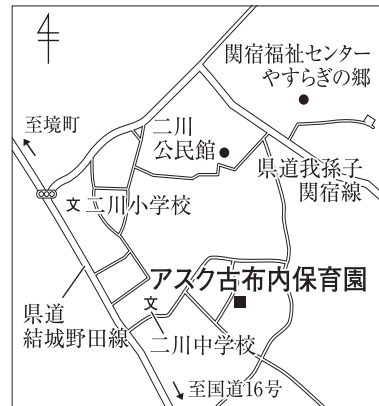 関宿福祉センター
やすらぎの郷
至境町
二川
公民館
県道我孫子
関宿線
文 二川小学校
アスク古布内保育園
文
県道
結城野田線
二川中学校
至国道16号